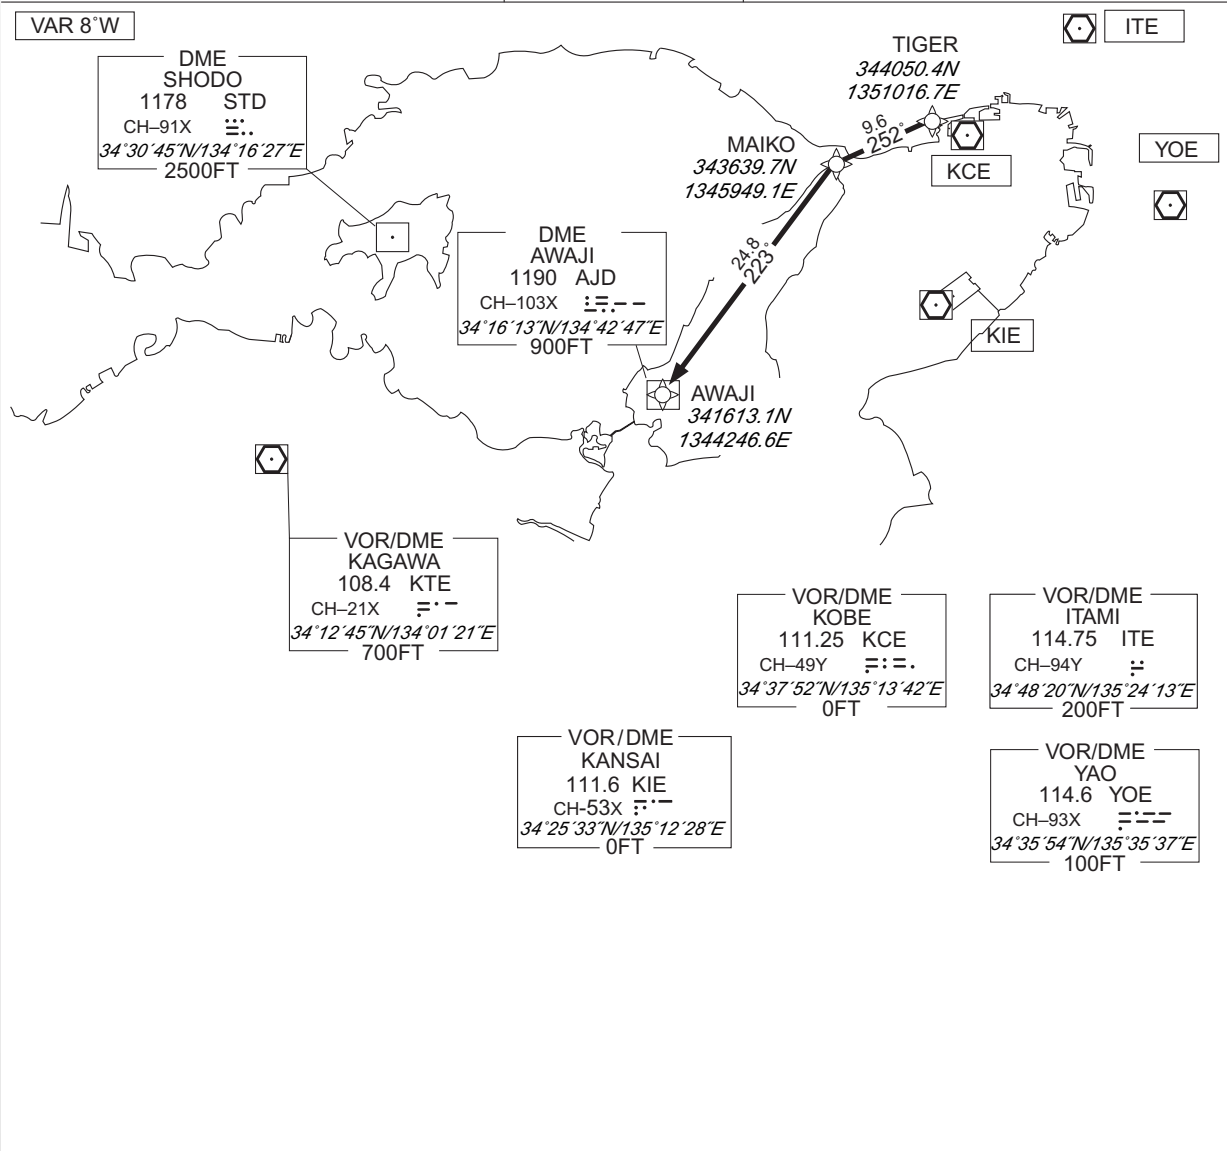 VAR 8˚W
ITE
DME
SHODO
1178 STD
CH–91X
34˚30´45˝N/134˚16´27˝E
2500FT
TIGER
344050.4N
1351016.7E
9.6
252˚
KCE
YOE
MAIKO
343639.7N
1345949.1E
24.8
223˚
DME
AWAJI
1190 AJD
CH–103X
34˚16´13˝N/134˚42´47˝E
900FT
KIE
AWAJI
341613.1N
1344246.6E
VOR/DME
KAGAWA
108.4 KTE
CH–21X
34˚12´45˝N/134˚01´21˝E
700FT
VOR/DME
KOBE
111.25 KCE
CH–49Y
34˚37´52˝N/135˚13´42˝E
0FT
VOR/DME
ITAMI
114.75 ITE
CH–94Y
34˚48´20˝N/135˚24´13˝E
200FT
VOR/DME
KANSAI
111.6 KIE
CH-53X
34˚25´33˝N/135˚12´28˝E
0FT
VOR/DME
YAO
114.6 YOE
CH–93X
34˚35´54˝N/135˚35´37˝E
100FT